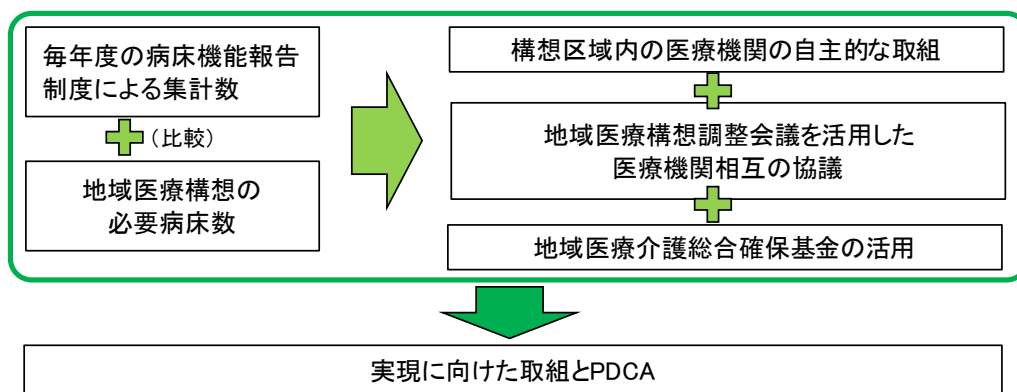 毎年度の病床機能報告
制度による集計数
（比較）
地域医療構想の
必要病床数
構想区域内の医療機関の自主的な取組
地域医療構想調整会議を活用した
医療機関相互の協議
地域医療介護総合確保基金の活用
実現に向けた取組とPDCA